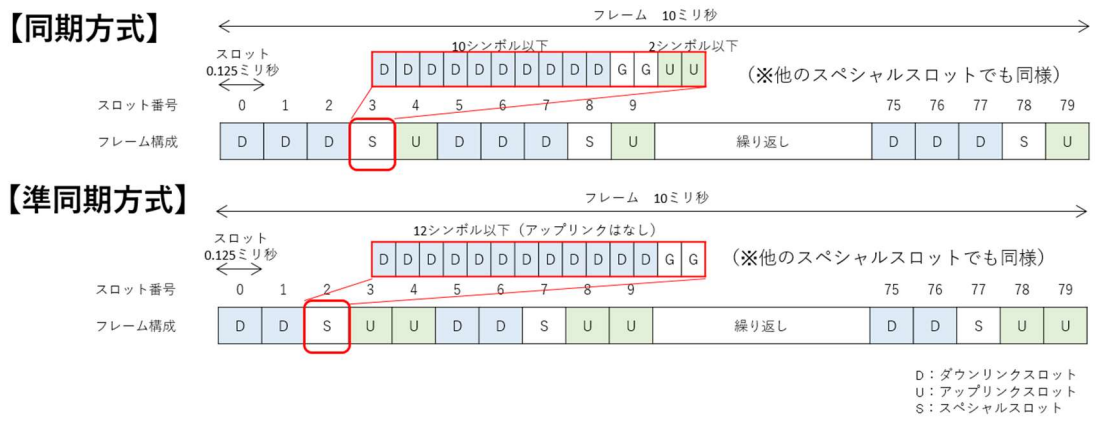 【同期方式】
フレーム 10ミリ秒
スロット
0.125ミリ秒
10シンボル以下 2シンボル以下
D D D D D D D D D D G G U U
（※他のスペシャルスロットでも同様）
スロット番号 0 1 2 3 4 5 6 7 8 9 75 76 77 78 79
フレーム構成 D D D S U D D D S U 繰り返し D D D S U
【準同期方式】
フレーム 10ミリ秒
スロット
0.125ミリ秒
12シンボル以下（アップリンクはなし）
D D D D D D D D D D D D G G
（※他のスペシャルスロットでも同様）
スロット番号 0 1 2 3 4 5 6 7 8 9 75 76 77 78 79
フレーム構成 D D S U U D D S U U 繰り返し D D S U U
D：ダウンリンクスロット
U：アップリンクスロット
S：スペシャルスロット